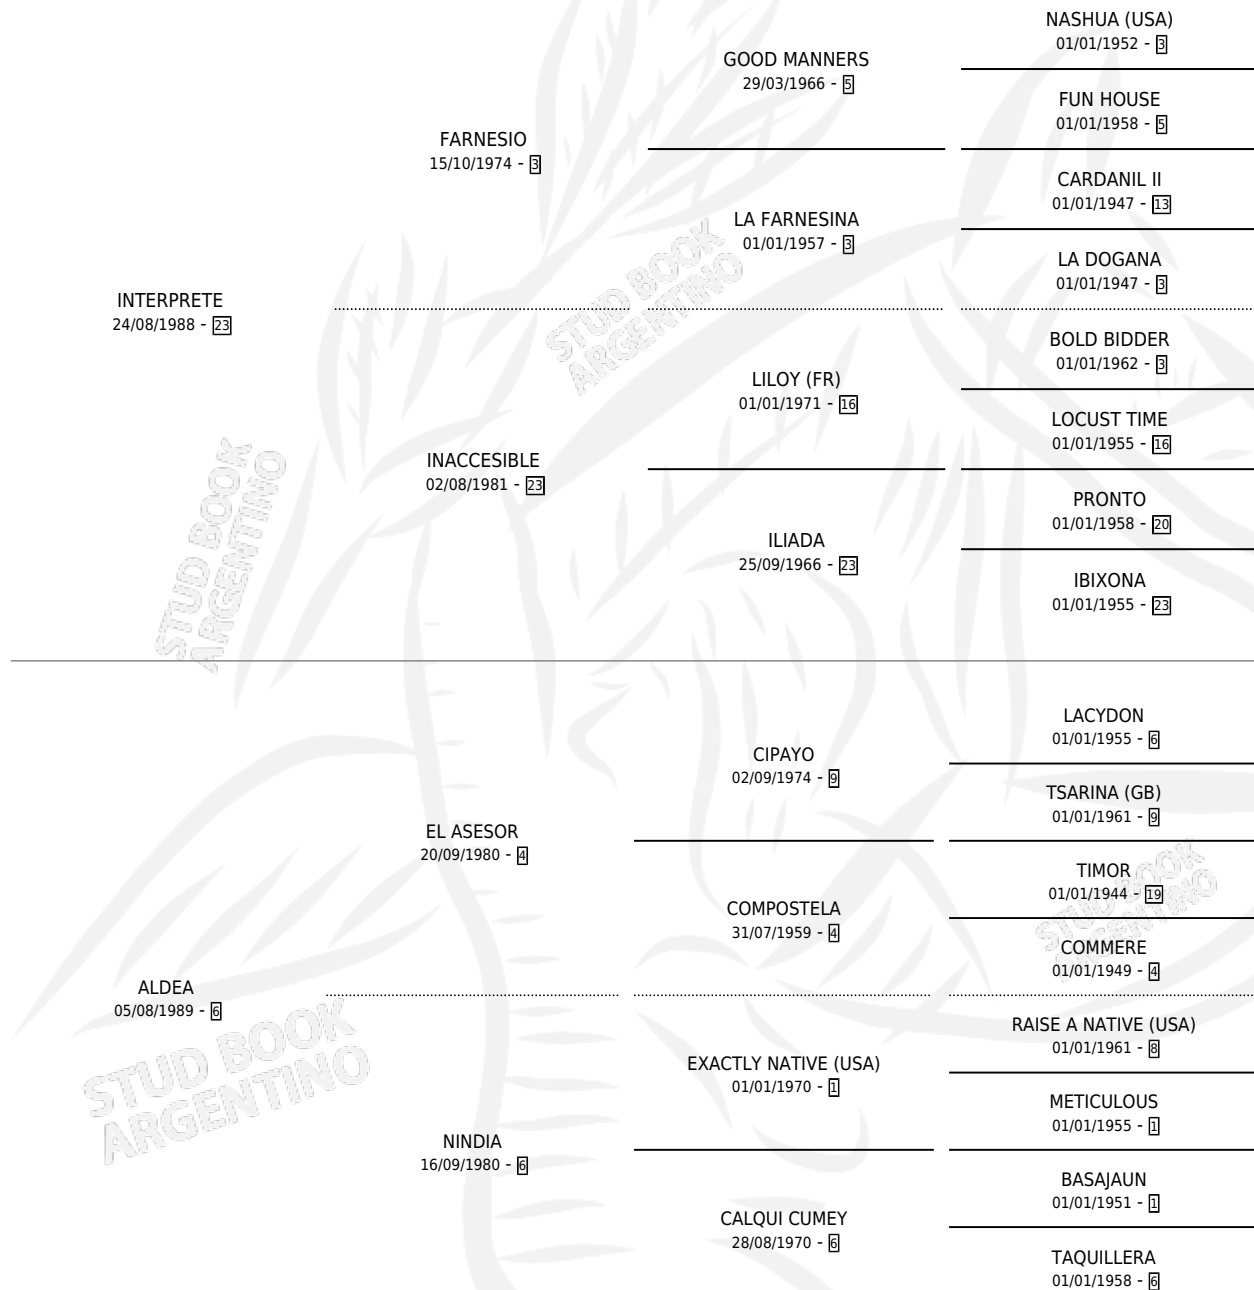 NASHUA (USA)
01/01/1952 - 3
GOOD MANNERS
29/03/1966 - 5
FUN HOUSE
01/01/1958 - 5
FARNESIO
15/10/1974 - 3
CARDANIL II
01/01/1947 - 13
LA FARNESINA
01/01/1957 - 3
LA DOGANA
01/01/1947 - 3
INTERPRETE
24/08/1988 - 23
BOLD BIDDER
01/01/1962 - 3
LILOY (FR)
01/01/1971 - 16
LOCUST TIME
01/01/1955 - 16
INACCESIBLE
02/08/1981 - 23
PRONTO
01/01/1958 - 20
ILIADA
25/09/1966 - 23
IBIXONA
01/01/1955 - 23
LACYDON
01/01/1955 - 6
CIPAYO
02/09/1974 - 9
TSARINA (GB)
01/01/1961 - 9
EL ASESOR
20/09/1980 - 4
TIMOR
01/01/1944 - 19
COMPOSTELA
31/07/1959 - 4
COMMERE
01/01/1949 - 4
ALDEA
05/08/1989 - 6
RAISE A NATIVE (USA)
01/01/1961 - 8
EXACTLY NATIVE (USA)
01/01/1970 - 1
METICULOUS
01/01/1955 - 1
NINDIA
16/09/1980 - 6
BASAJAUN
01/01/1951 - 1
CALQUI CUMEY
28/08/1970 - 6
TAQUILLERA
01/01/1958 - 6
STUD BOOK
ARGENTINO
STUD BOOK
ARGENTINO
STUD BOOK
ARGENTINO
STUD BOOK
ARGENTINO